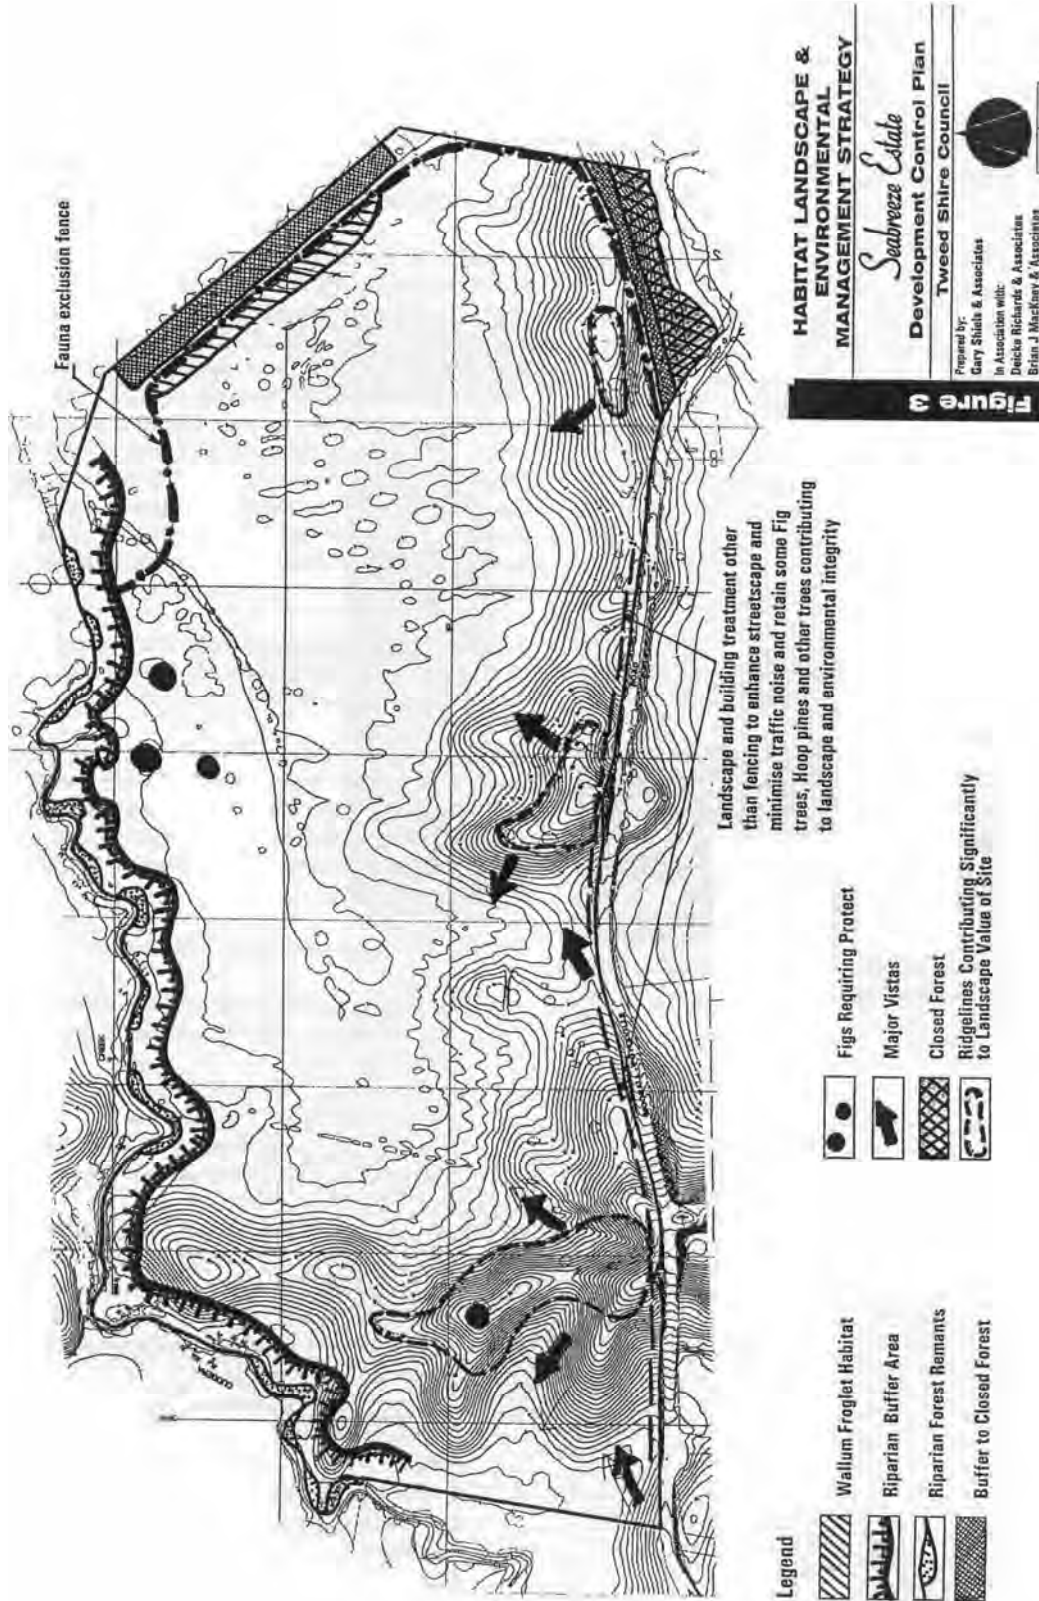 Fauna exclusion fence
Landscape and building treatment other
than fencing to enhance streetscape and
minimise traffic noise and retain some Fig
trees, Hoop pines and other trees contributing
to landscape and environmental integrity
Legend
Wallum Froglet Habitat
Riparian Buffer Area
Riparian Forest Remants
Buffer to Closed Forest
Figs Requiring Protect
Major Vistas
Closed Forest
Ridgelines Contributing Significantly
to Landscape Value of Site
HABITAT LANDSCAPE &
ENVIRONMENTAL
MANAGEMENT STRATEGY
Seabreeze Estate
Development Control Plan
Tweed Shire Council
Prepared by:
Gary Shiels & Associates
In Association with:
Deicke Richards & Associates
Brian J MacKney & Associates
Figure 3